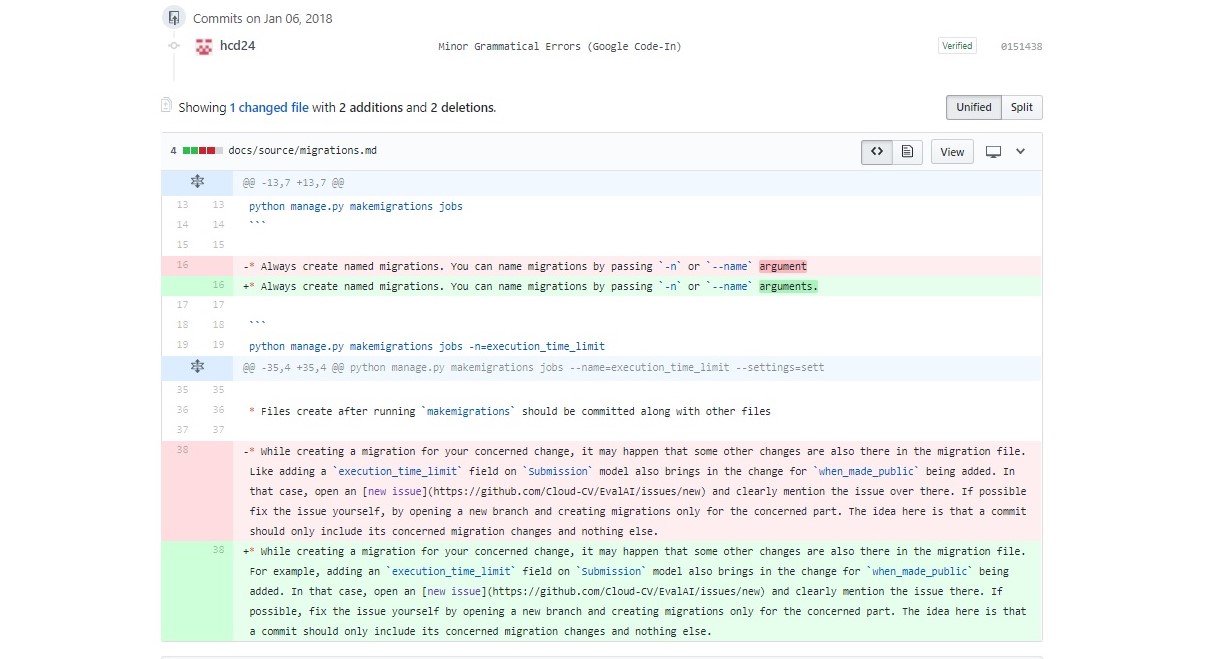 Commits on Jan 06, 2018
hcd24 Minor Grammatical Errors (Google Code-In) Verified 0151438
Showing 1 changed file with 2 additions and 2 deletions. Unified Split
4 docs/source/migrations.md <> View
@@ -13,7 +13,7 @@
13 13 python manage.py makemigrations jobs
14 14 ```
15 15
16 -* Always create named migrations. You can name migrations by passing `-n` or `--name` argument
16 +* Always create named migrations. You can name migrations by passing `-n` or `--name` arguments.
17 17
18 18 ```
19 19 python manage.py makemigrations jobs -n=execution_time_limit
@@ -35,4 +35,4 @@ python manage.py makemigrations jobs --name=execution_time_limit --settings=sett
35 35
36 36 * Files create after running `makemigrations` should be committed along with other files
37 37
38 -* While creating a migration for your concerned change, it may happen that some other changes are also there in the migration file.
Like adding a `execution_time_limit` field on `Submission` model also brings in the change for `when_made_public` being added. In
that case, open an [new issue](https://github.com/Cloud-CV/EvalAI/issues/new) and clearly mention the issue over there. If possible
fix the issue yourself, by opening a new branch and creating migrations only for the concerned part. The idea here is that a commit
should only include its concerned migration changes and nothing else.
38 +* While creating a migration for your concerned change, it may happen that some other changes are also there in the migration file.
For example, adding an `execution_time_limit` field on `Submission` model also brings in the change for `when_made_public` being
added. In that case, open an [new issue](https://github.com/Cloud-CV/EvalAI/issues/new) and clearly mention the issue there. If
possible, fix the issue yourself by opening a new branch and creating migrations only for the concerned part. The idea here is that
a commit should only include its concerned migration changes and nothing else.